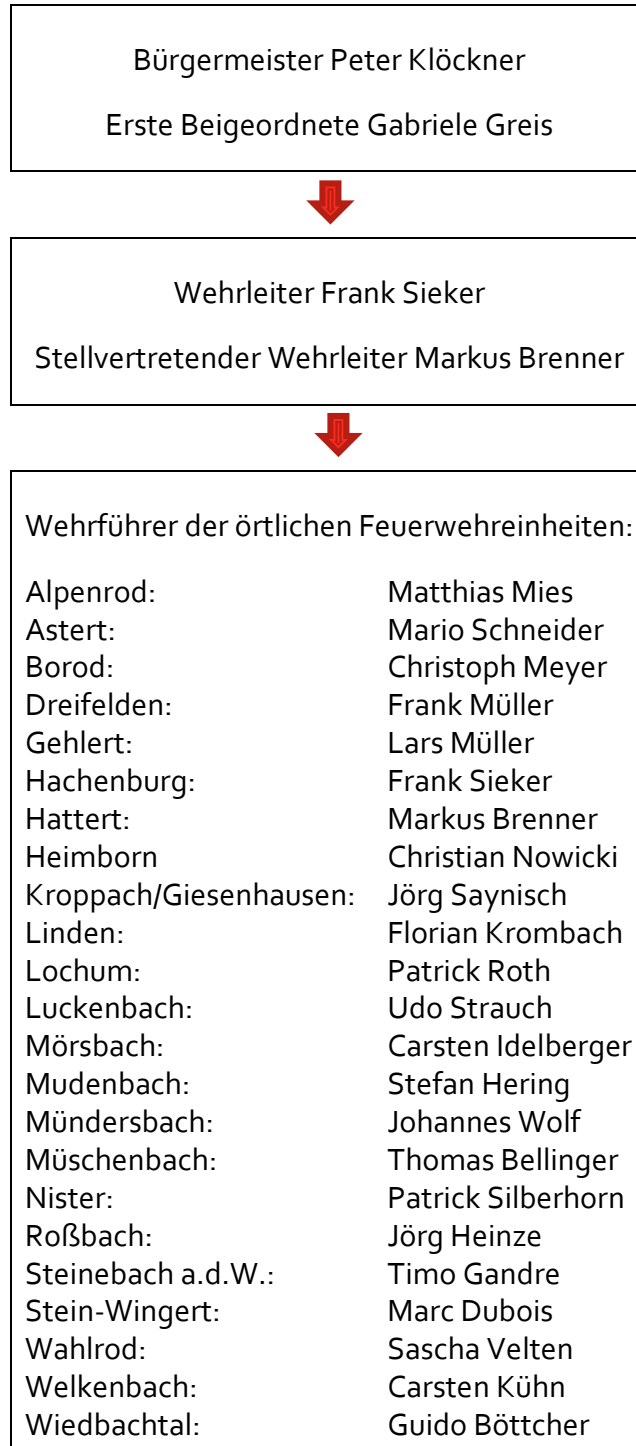 Bürgermeister Peter Klöckner
Erste Beigeordnete Gabriele Greis
Wehrleiter Frank Sieker
Stellvertretender Wehrleiter Markus Brenner
Wehrführer der örtlichen Feuerwehreinheiten:
Alpenrod: Matthias Mies
Astert: Mario Schneider
Borod: Christoph Meyer
Dreifelden: Frank Müller
Gehlert: Lars Müller
Hachenburg: Frank Sieker
Hattert: Markus Brenner
Heimborn Christian Nowicki
Kroppach/Giesenhausen: Jörg Saynisch
Linden: Florian Krombach
Lochum: Patrick Roth
Luckenbach: Udo Strauch
Mörsbach: Carsten Idelberger
Mudenbach: Stefan Hering
Mündersbach: Johannes Wolf
Müschenbach: Thomas Bellinger
Nister: Patrick Silberhorn
Roßbach: Jörg Heinze
Steinebach a.d.W.: Timo Gandre
Stein-Wingert: Marc Dubois
Wahlrod: Sascha Velten
Welkenbach: Carsten Kühn
Wiedbachtal: Guido Böttcher